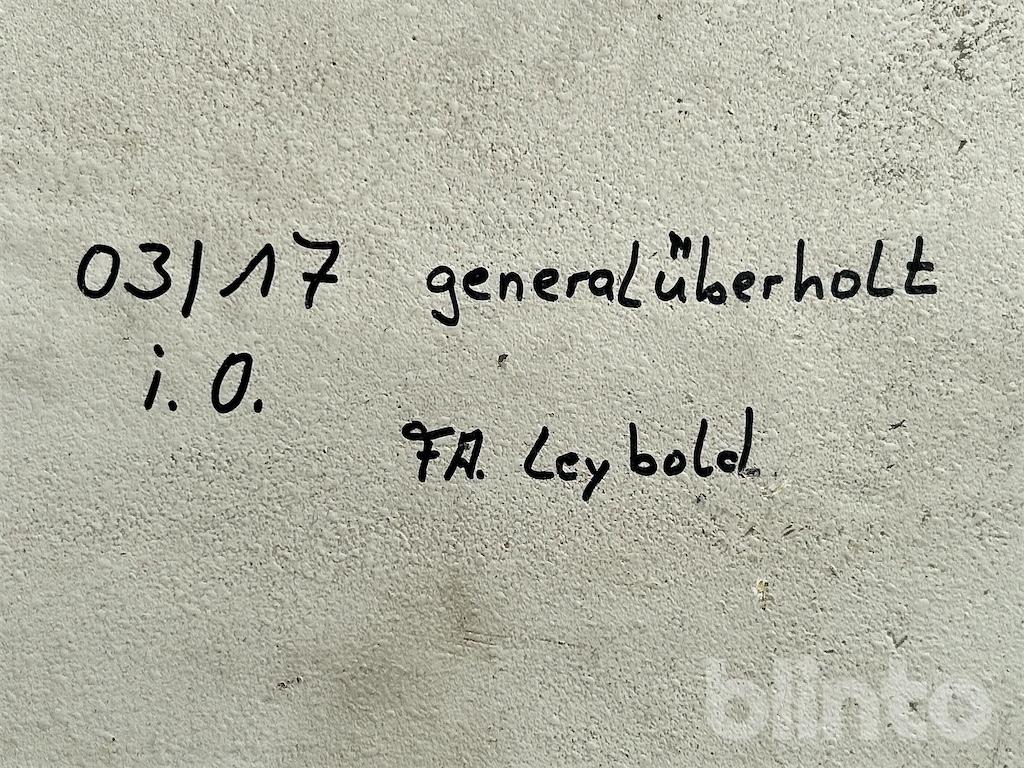 03/17 generalüberholt
i.O.
FA. Leybold
blinto